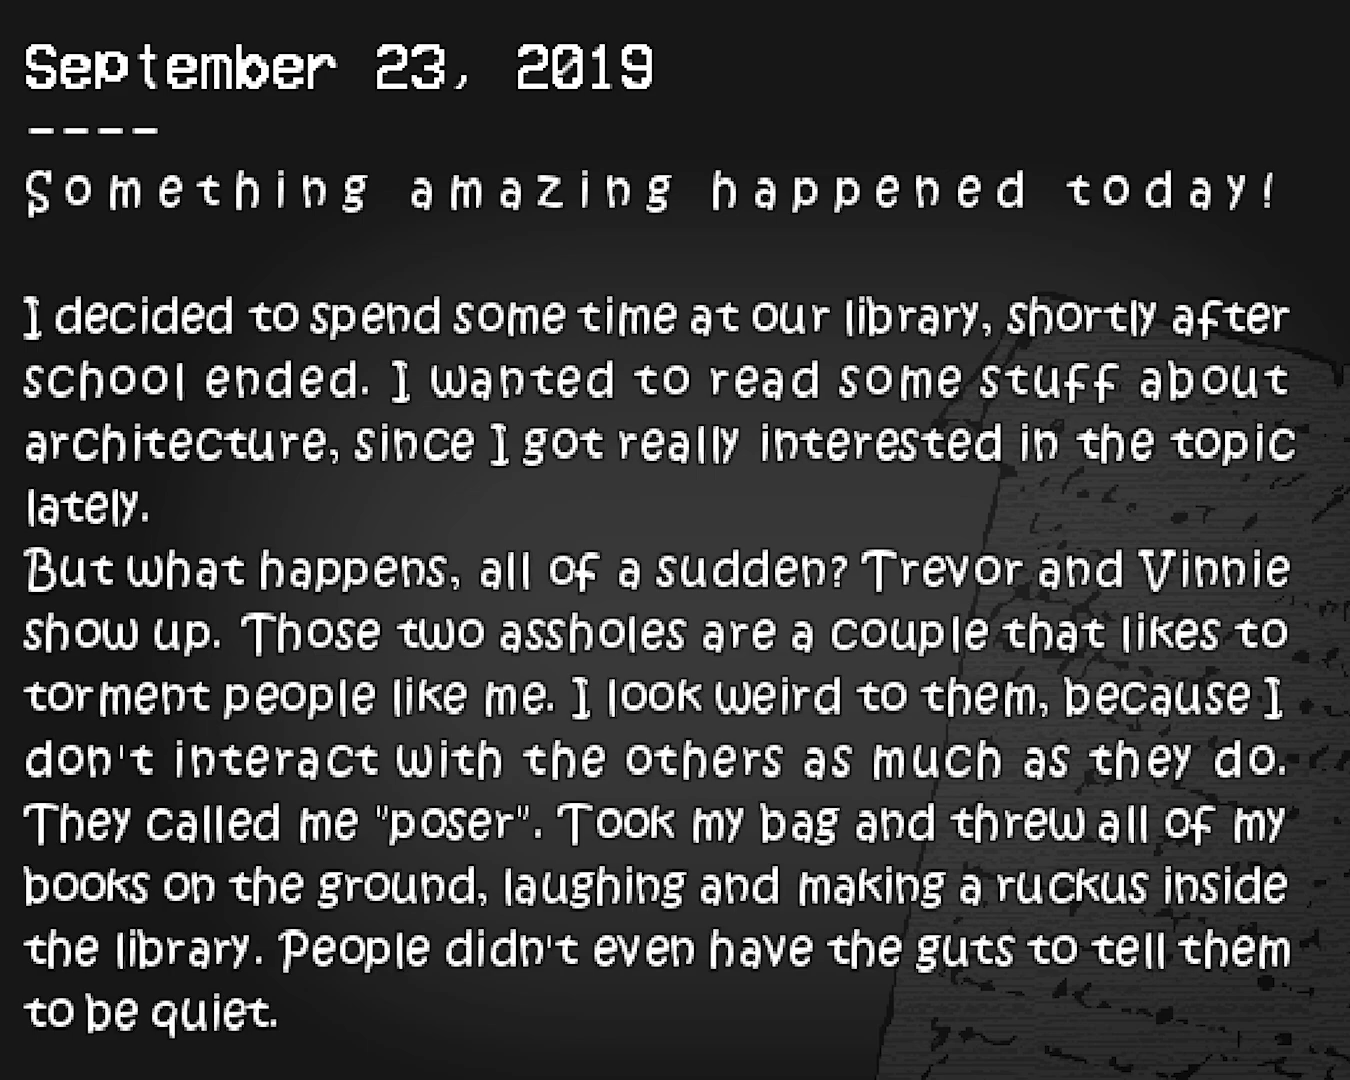 September 23, 2019
----
Something amazing happened today!
I decided to spend some time at our library, shortly after
school ended. I wanted to read some stuff about
architecture, since I got really interested in the topic
lately.
But what happens, all of a sudden? Trevor and Vinnie
show up. Those two assholes are a couple that likes to
torment people like me. I look weird to them, because I
don't interact with the others as much as they do.
They called me "poser". Took my bag and threw all of my
books on the ground, laughing and making a ruckus inside
the library. People didn't even have the guts to tell them
to be quiet.